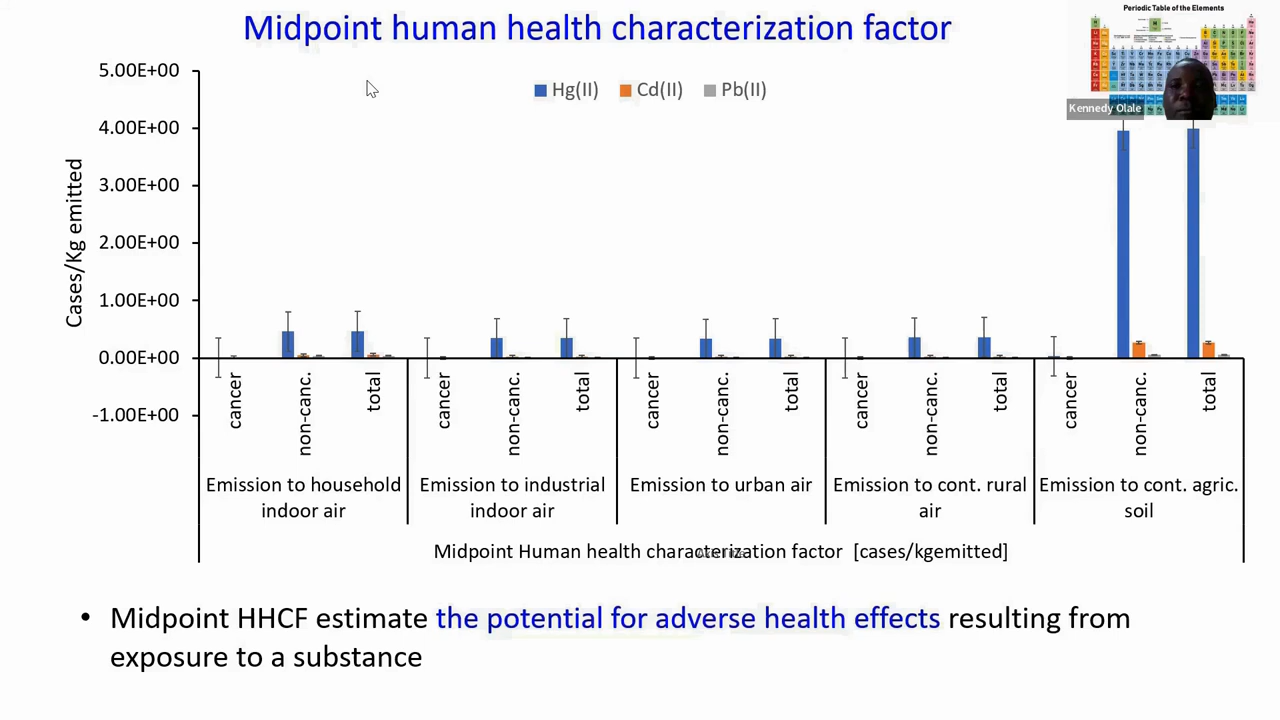 Midpoint human health characterization factor
Periodic Table of the Elements
Kennedy Olale
5.00E+00
4.00E+00
3.00E+00
2.00E+00
1.00E+00
0.00E+00
-1.00E+00
Cases/Kg emitted
Hg(II) Cd(II) Pb(II)
cancer non-canc. total cancer non-canc. total cancer non-canc. total cancer non-canc. total cancer non-canc. total
Emission to household indoor air
Emission to industrial indoor air
Emission to urban air
Emission to cont. rural air
Emission to cont. agric. soil
Midpoint Human health characterization factor [cases/kgemitted]
• Midpoint HHCF estimate the potential for adverse health effects resulting from
exposure to a substance